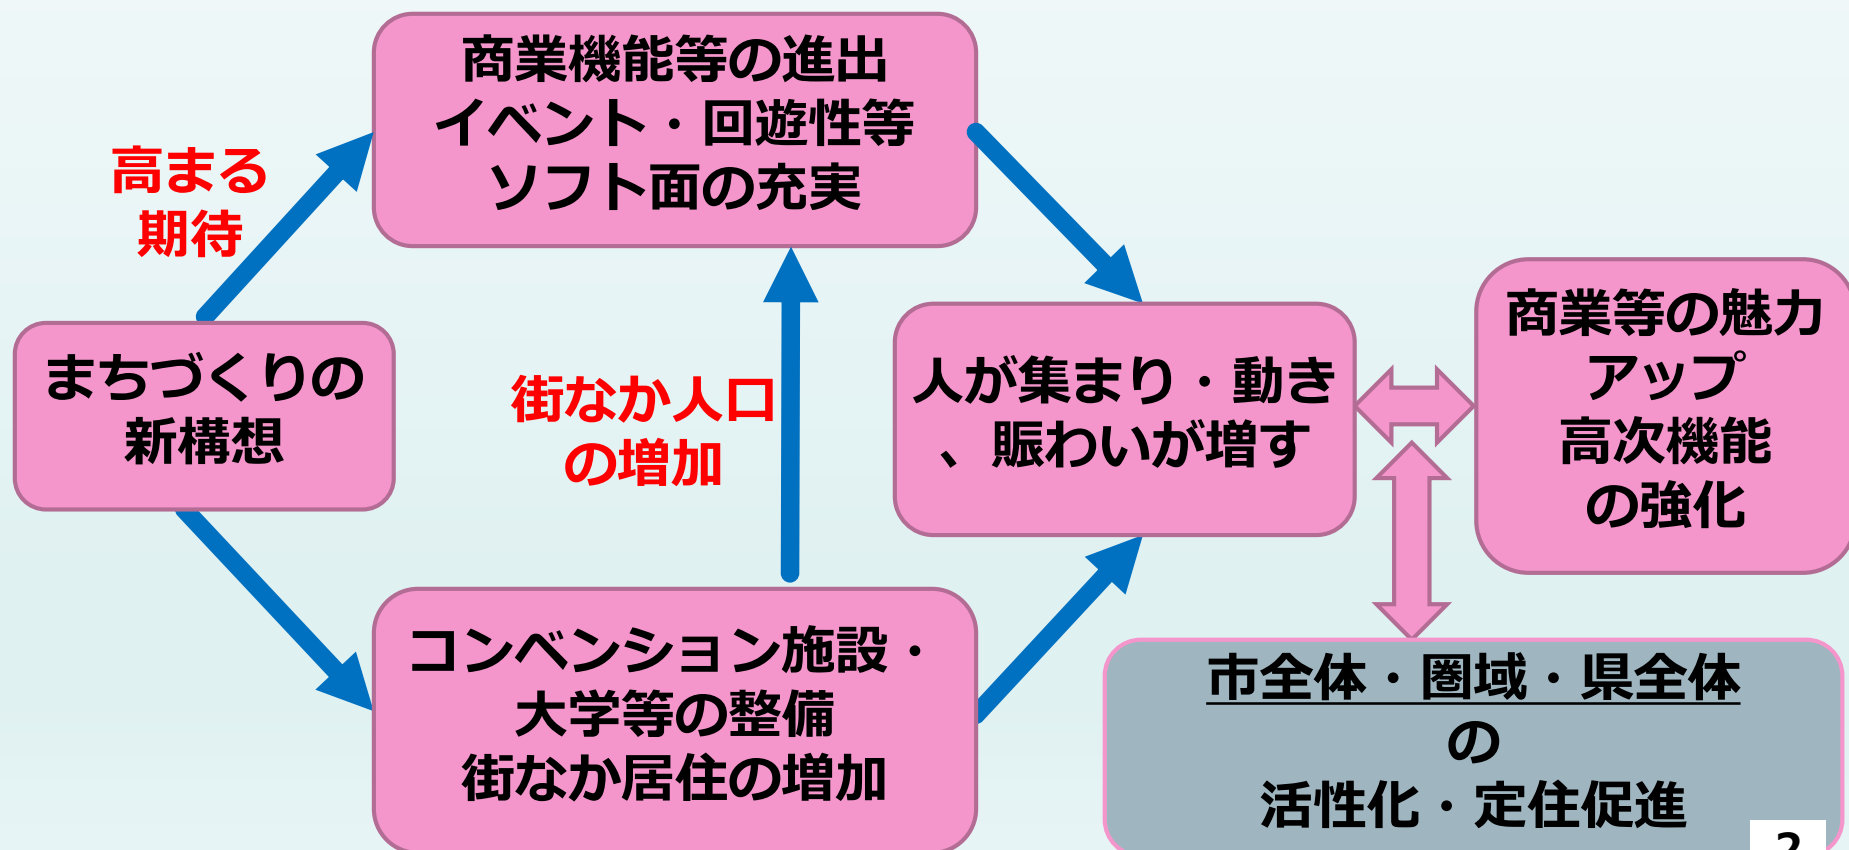 商業機能等の進出
イベント・回遊性等
ソフト面の充実
高まる
期待
まちづくりの
新構想
街なか人口
の増加
人が集まり・動き
、賑わいが増す
商業等の魅力
アップ
高次機能
の強化
コンベンション施設・
大学等の整備
街なか居住の増加
市全体・圏域・県全体
の
活性化・定住促進
2